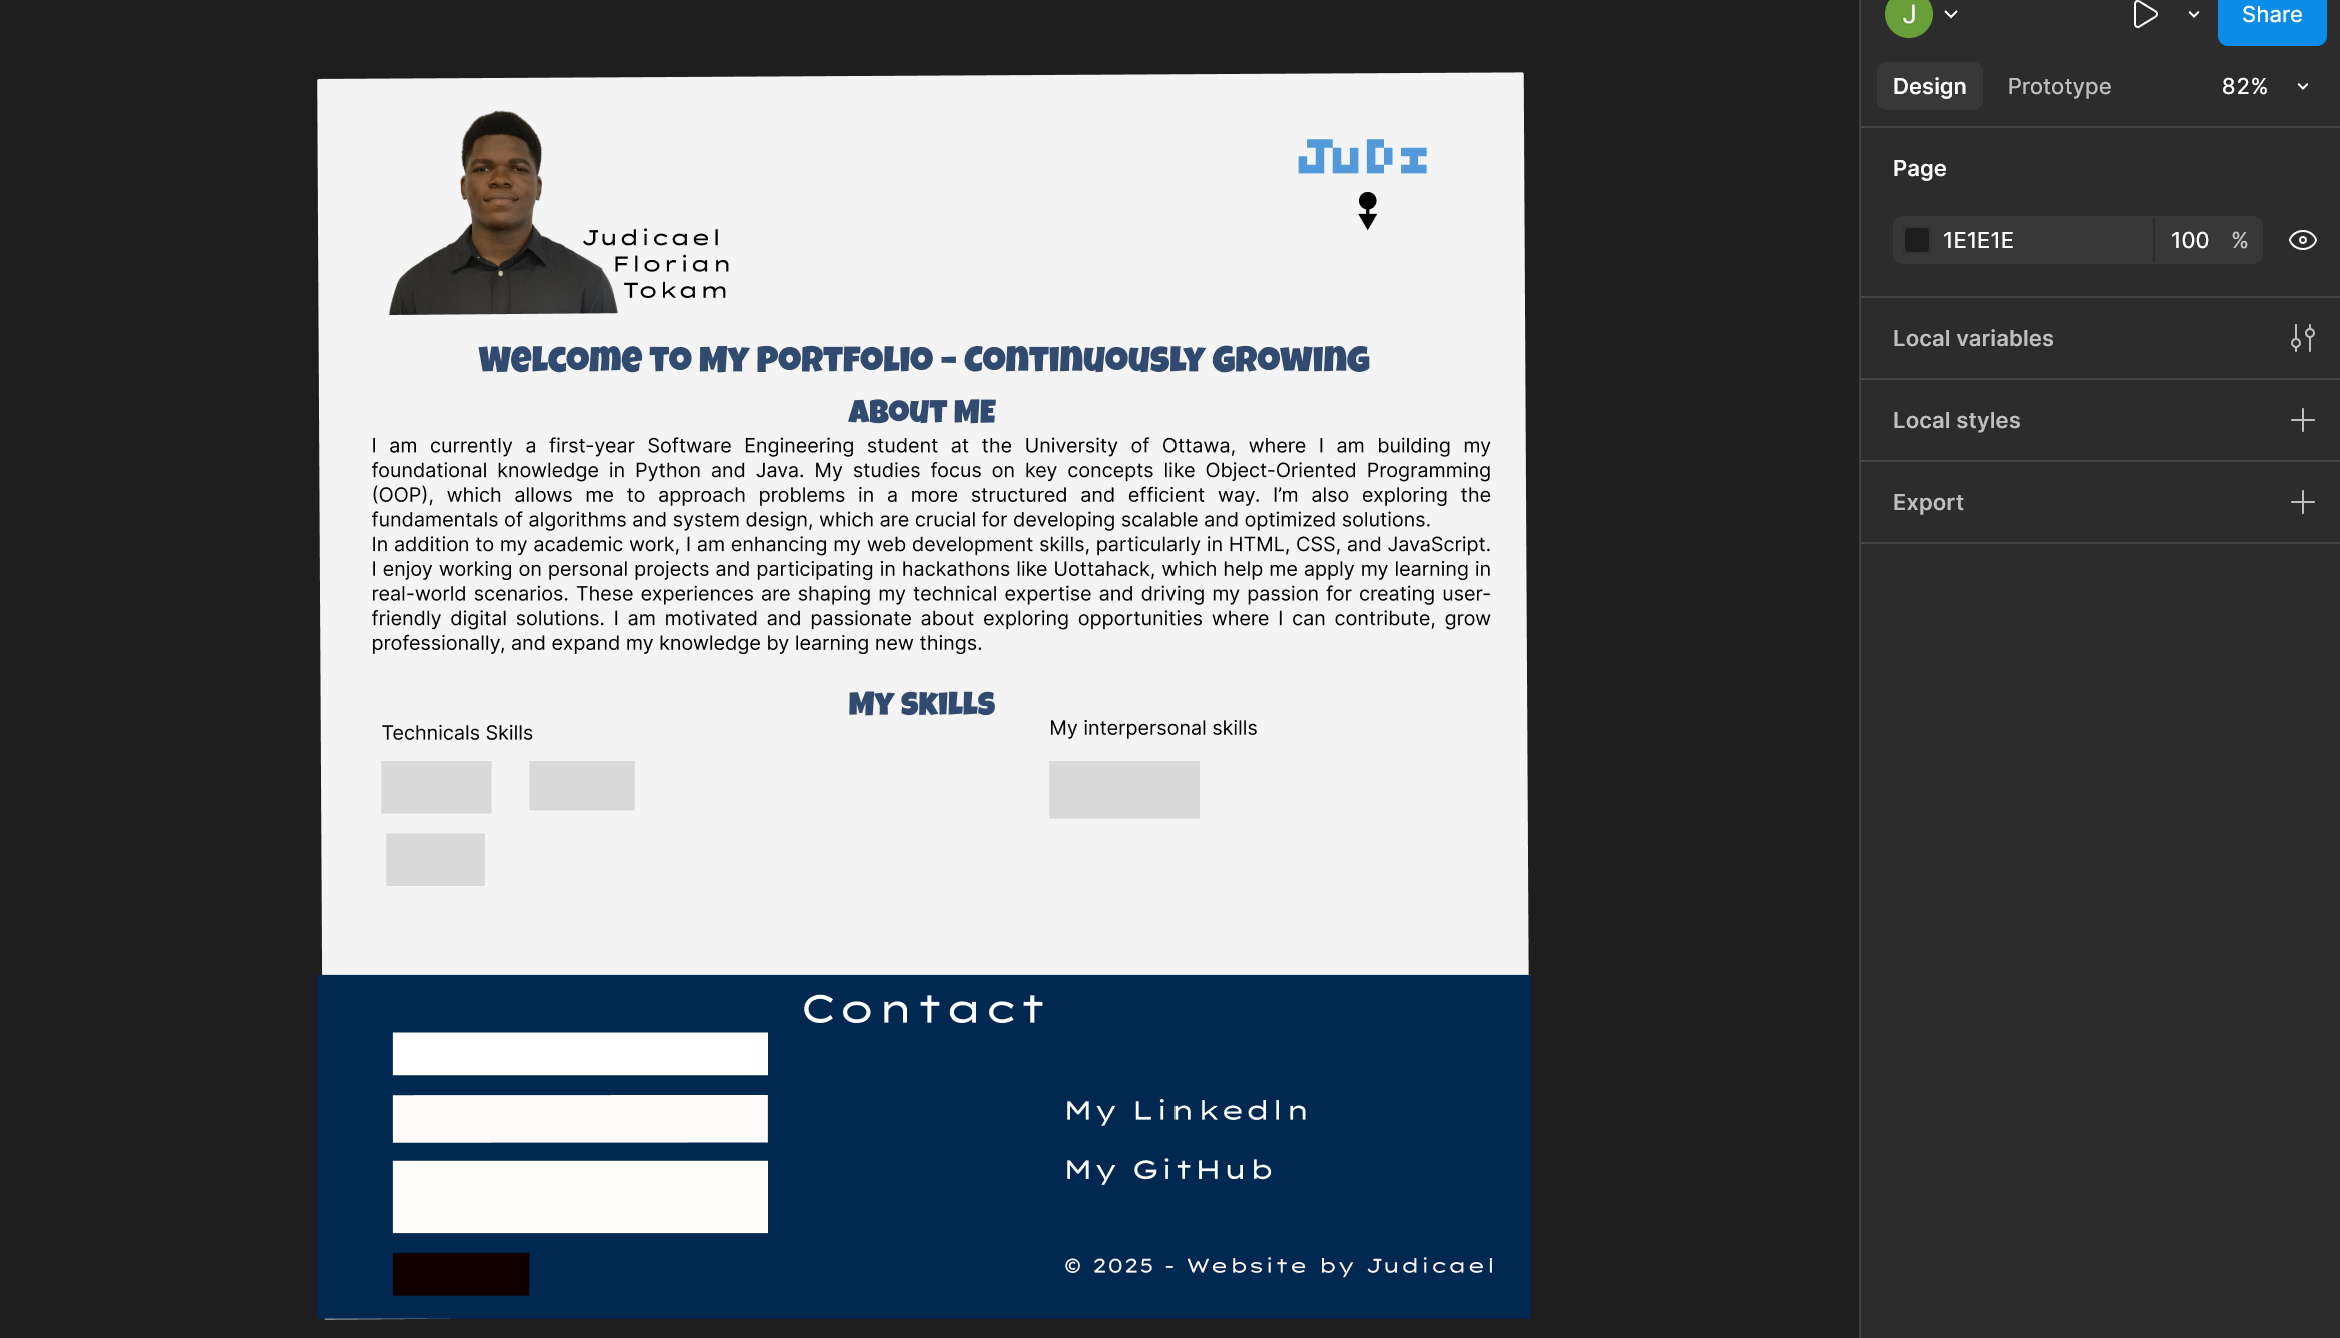 J
Share
Design
Prototype
82%
Page
1E1E1E
100
%
Local variables
Local styles
Export
JuDI
Judicael
Florian
Tokam
Welcome to my Portfolio - Continuously Growing
About Me
I am currently a first-year Software Engineering student at the University of Ottawa, where I am building my
foundational knowledge in Python and Java. My studies focus on key concepts like Object-Oriented Programming
(OOP), which allows me to approach problems in a more structured and efficient way. I’m also exploring the
fundamentals of algorithms and system design, which are crucial for developing scalable and optimized solutions.
In addition to my academic work, I am enhancing my web development skills, particularly in HTML, CSS, and JavaScript.
I enjoy working on personal projects and participating in hackathons like Uottahack, which help me apply my learning in
real-world scenarios. These experiences are shaping my technical expertise and driving my passion for creating user-
friendly digital solutions. I am motivated and passionate about exploring opportunities where I can contribute, grow
professionally, and expand my knowledge by learning new things.
My Skills
Technicals Skills
My interpersonal skills
Contact
My LinkedIn
My GitHub
© 2025 - Website by Judicael